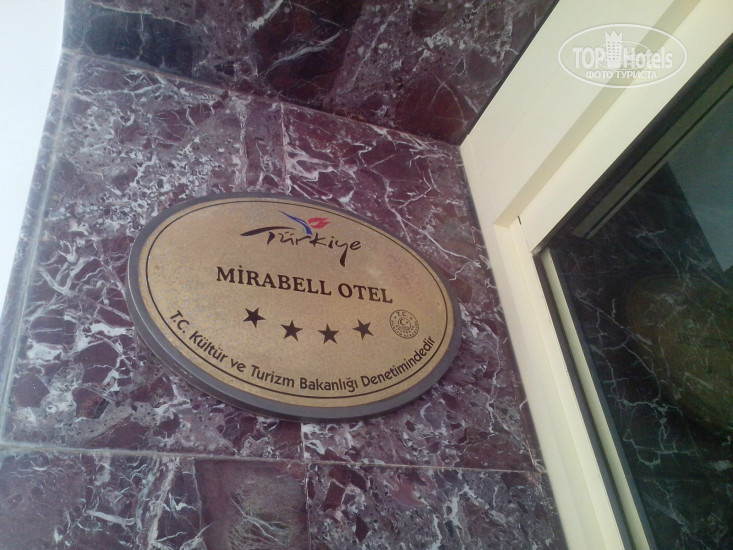 TOP Hotels
ФОТО ТУРИСТА
Türkiye
MİRABELL OTEL
T.C. Kültür ve Turizm Bakanlığı Denetimindedir